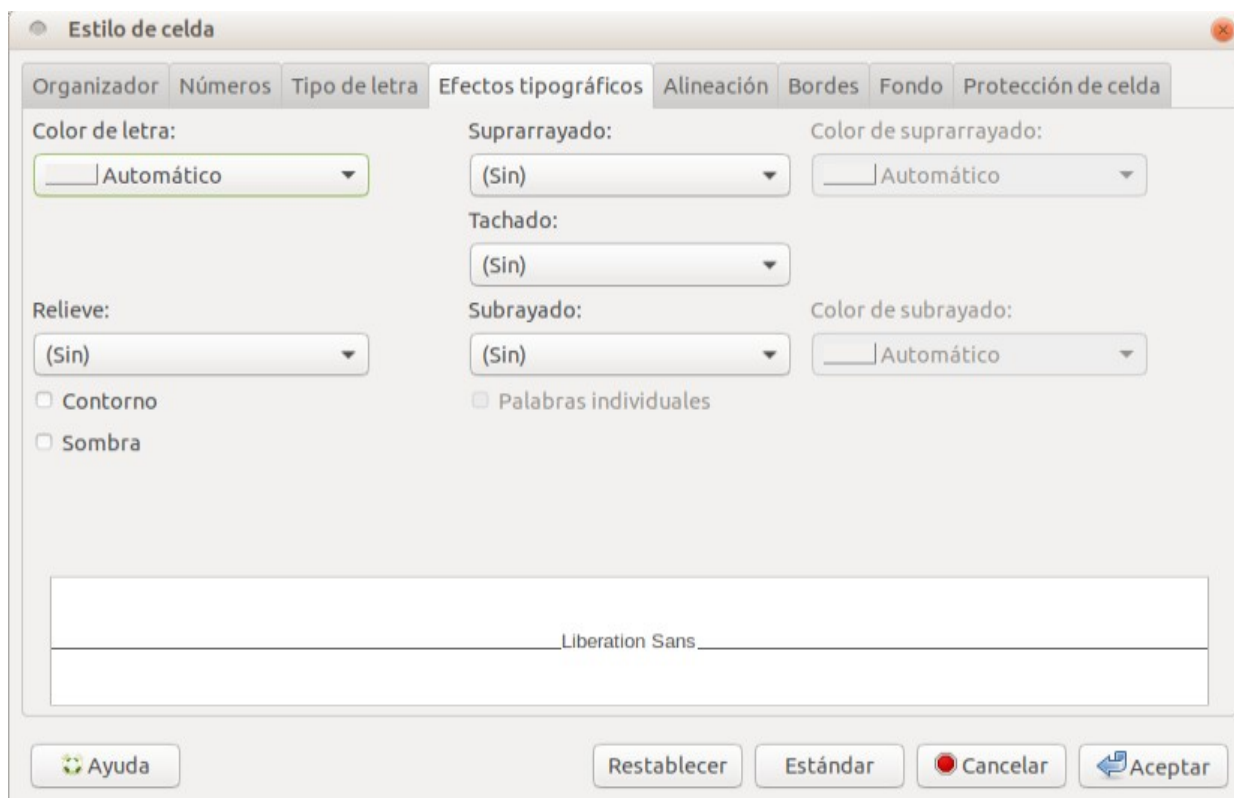 Estilo de celda
Organizador Números Tipo de letra Efectos tipográficos Alineación Bordes Fondo Protección de celda
Color de letra: Suprarrayado: Color de suprarrayado:
Automático (Sin) Automático
Tachado:
(Sin)
Relieve: Subrayado: Color de subrayado:
(Sin) (Sin) Automático
Contorno Palabras individuales
Sombra
Liberation Sans
Ayuda Restablecer Estándar Cancelar Aceptar